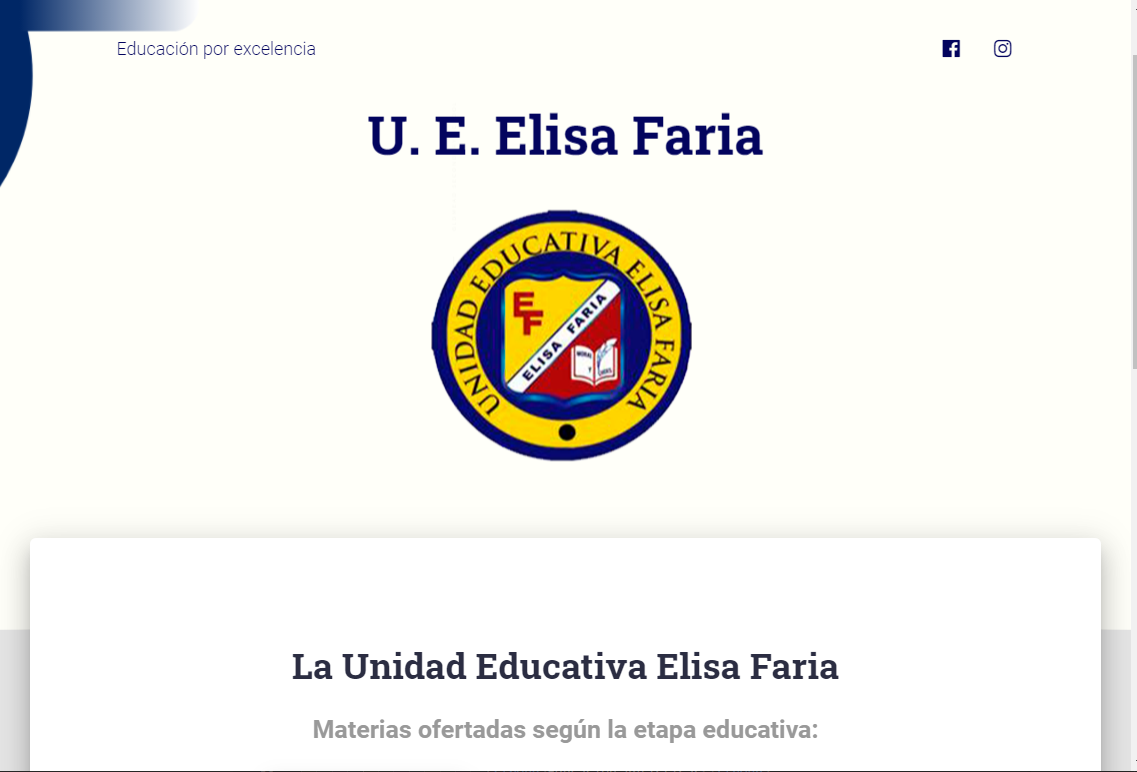 Educación por excelencia
U. E. Elisa Faria
UNIDAD EDUCATIVA ELISA FARIA
EF
ELISA FARIA
MORAL
Y
LUCES
La Unidad Educativa Elisa Faria
Materias ofertadas según la etapa educativa: